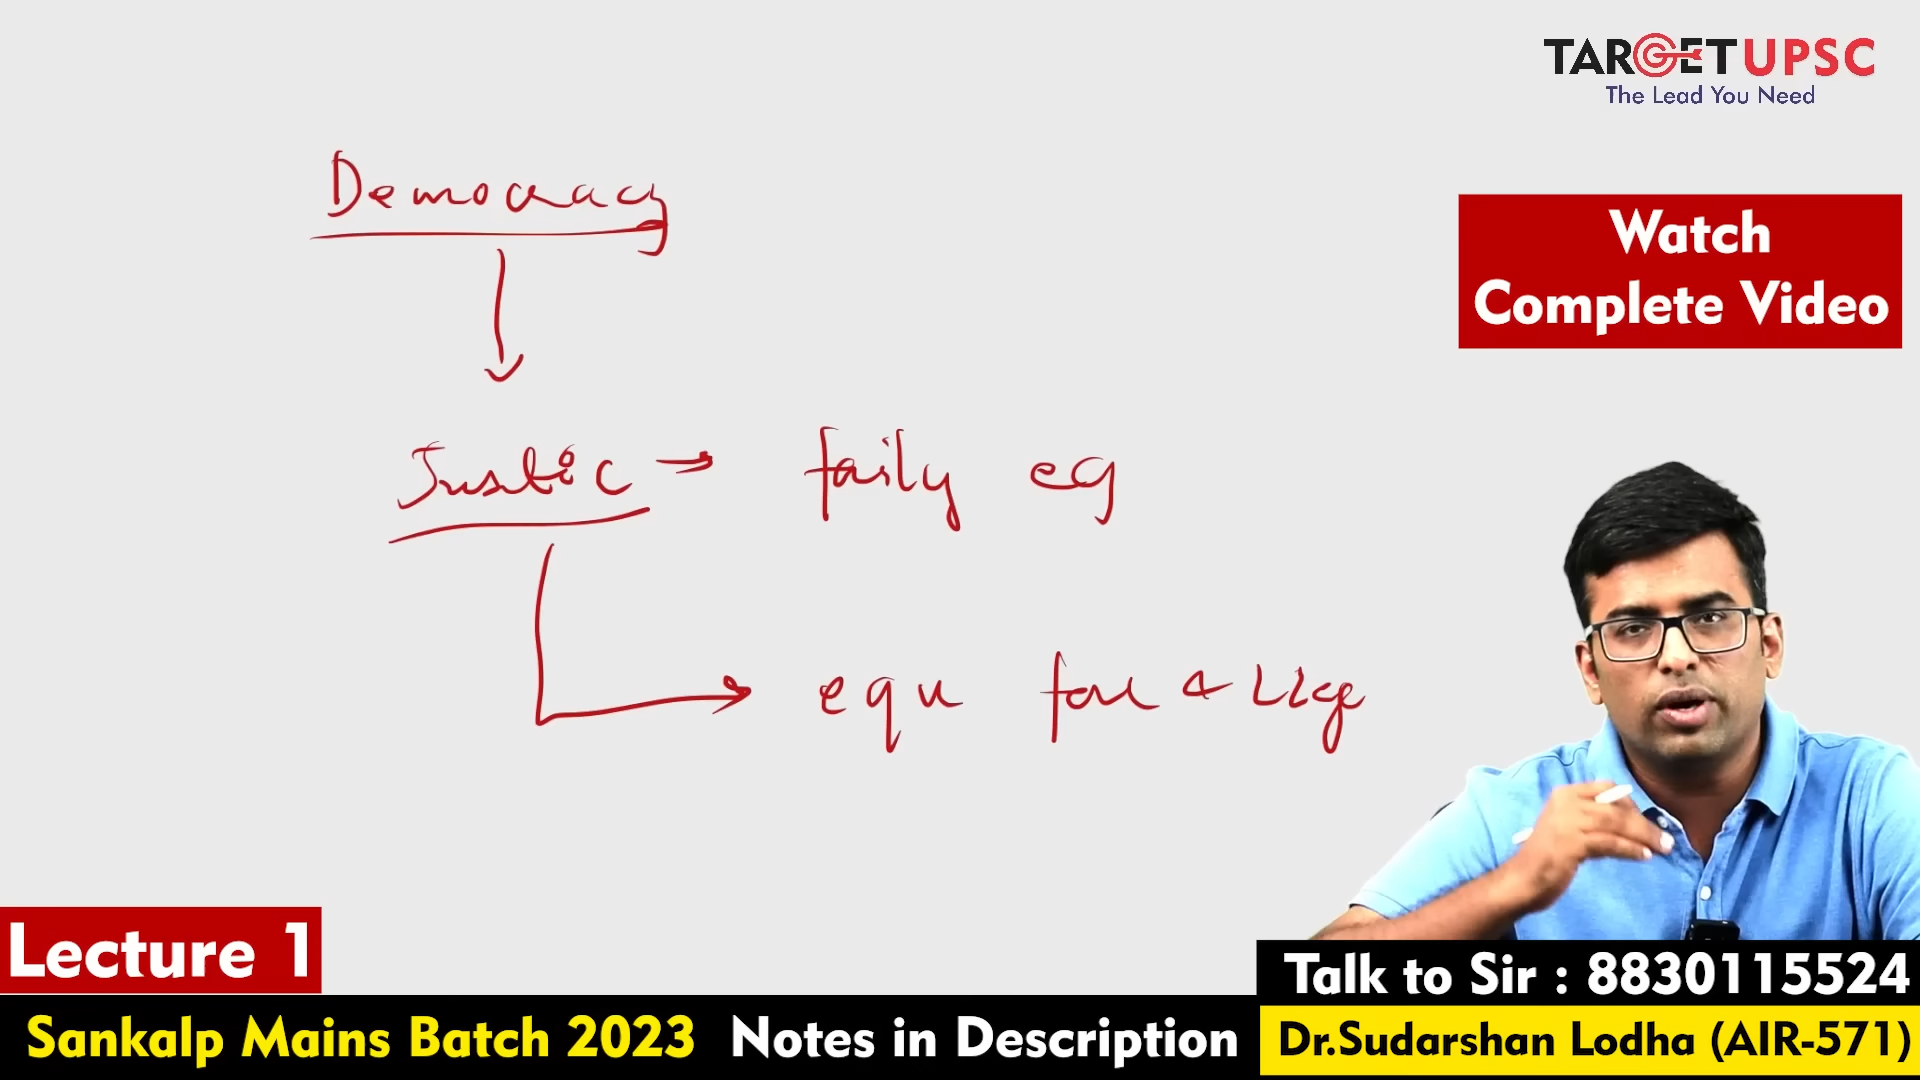 TARGET UPSC
The Lead You Need
Democracy
Watch
Complete Video
Justic → faily eq
equ for
Lecture 1
Talk to Sir : 8830115524
Sankalp Mains Batch 2023 Notes in Description
Dr.Sudarshan Lodha (AIR-571)